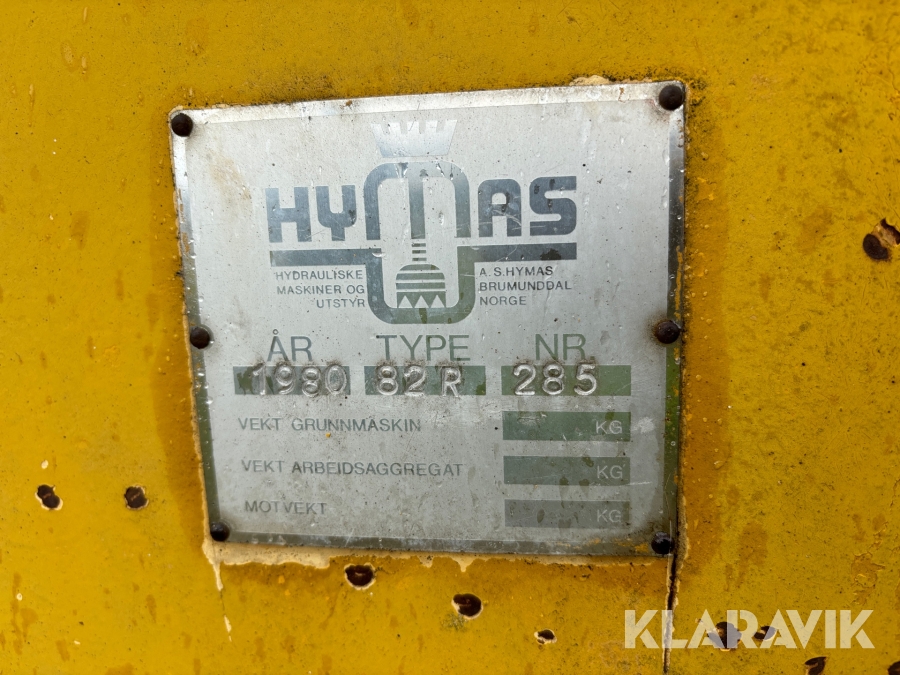 HYMAS
HYDRAULISKE
MASKINER OG
UTSTYR
A.S.HYMAS
BRUMUNDDAL
NORGE
ÅR TYPE NR
1980 82R 285
VEKT GRUNNMASKIN KG
VEKT ARBEIDSAGGREGAT KG
MOTVEKT KG
KLARAVIK